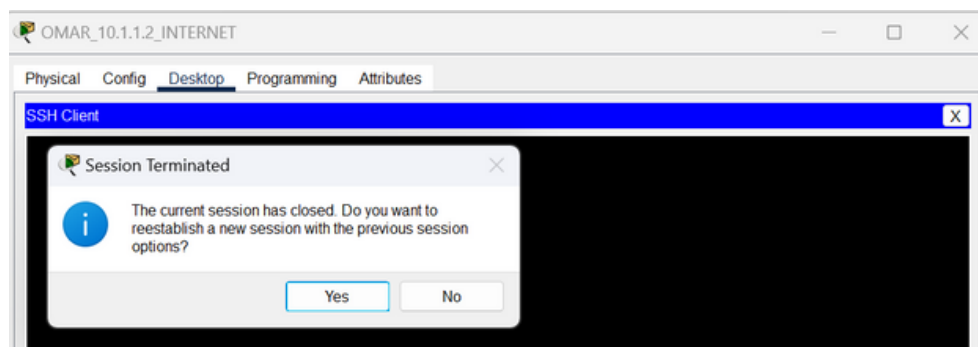 OMAR_10.1.1.2_INTERNET
Physical Config Desktop Programming Attributes
SSH Client X
Session Terminated
The current session has closed. Do you want to
reestablish a new session with the previous session
options?
Yes No